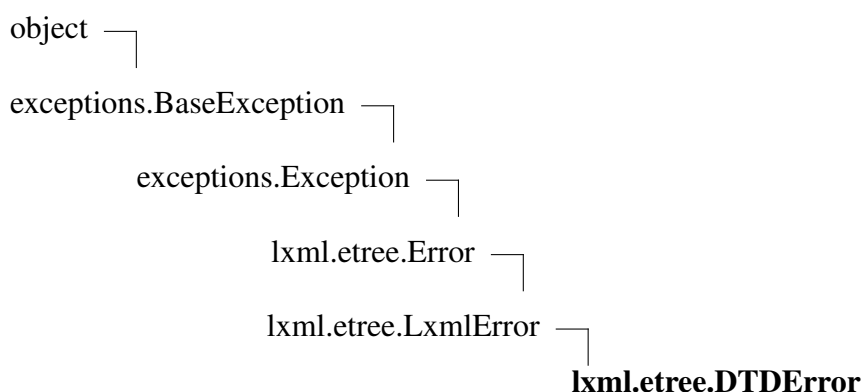 object
exceptions.BaseException
exceptions.Exception
lxml.etree.Error
lxml.etree.LxmlError
lxml.etree.DTDError